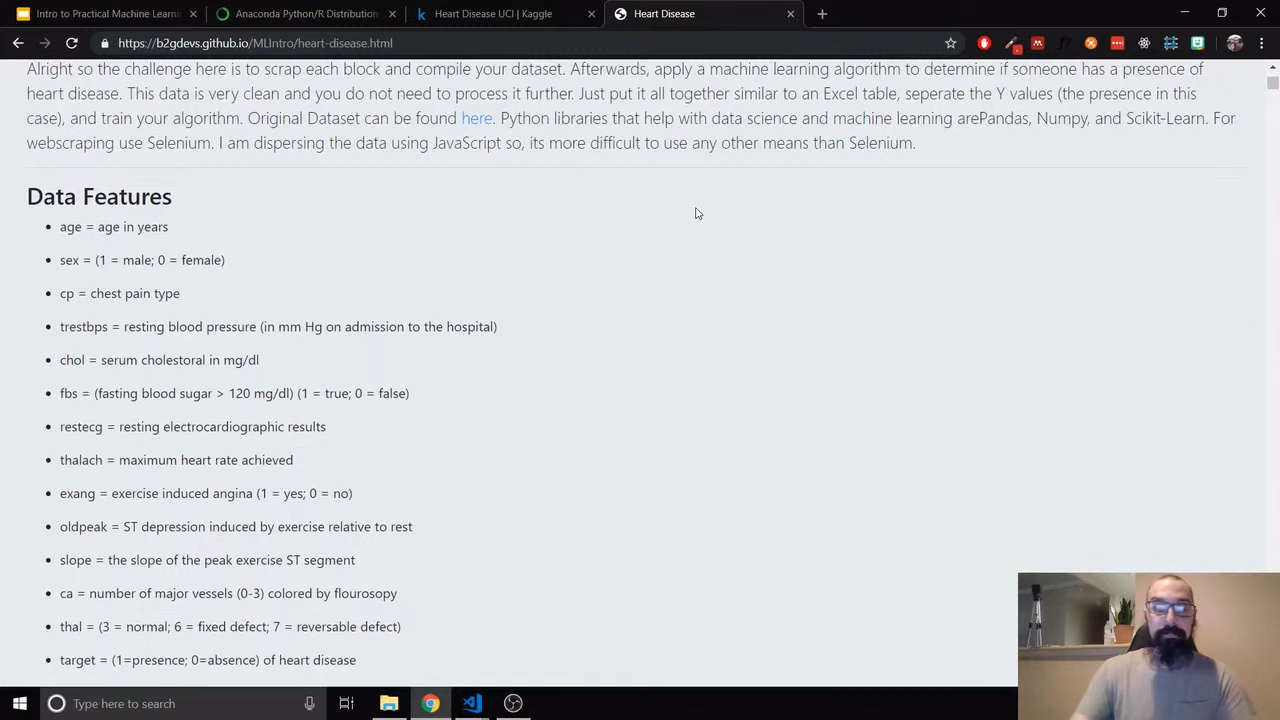 Intro to Practical Machine Learni
Anaconda Python/R Distribution
Heart Disease UCI | Kaggle
Heart Disease
https://b2gdevs.github.io/MLIntro/heart-disease.html
Alright so the challenge here is to scrap each block and compile your dataset. Afterwards, apply a machine learning algorithm to determine if someone has a presence of
heart disease. This data is very clean and you do not need to process it further. Just put it all together similar to an Excel table, seperate the Y values (the presence in this
case), and train your algorithm. Original Dataset can be found here. Python libraries that help with data science and machine learning arePandas, Numpy, and Scikit-Learn. For
webscraping use Selenium. I am dispersing the data using JavaScript so, its more difficult to use any other means than Selenium.
Data Features
age = age in years
sex = (1 = male; 0 = female)
cp = chest pain type
trestbps = resting blood pressure (in mm Hg on admission to the hospital)
chol = serum cholestoral in mg/dl
fbs = (fasting blood sugar > 120 mg/dl) (1 = true; 0 = false)
restecg = resting electrocardiographic results
thalach = maximum heart rate achieved
exang = exercise induced angina (1 = yes; 0 = no)
oldpeak = ST depression induced by exercise relative to rest
slope = the slope of the peak exercise ST segment
ca = number of major vessels (0-3) colored by flourosopy
thal = (3 = normal; 6 = fixed defect; 7 = reversable defect)
target = (1=presence; 0=absence) of heart disease
Type here to search